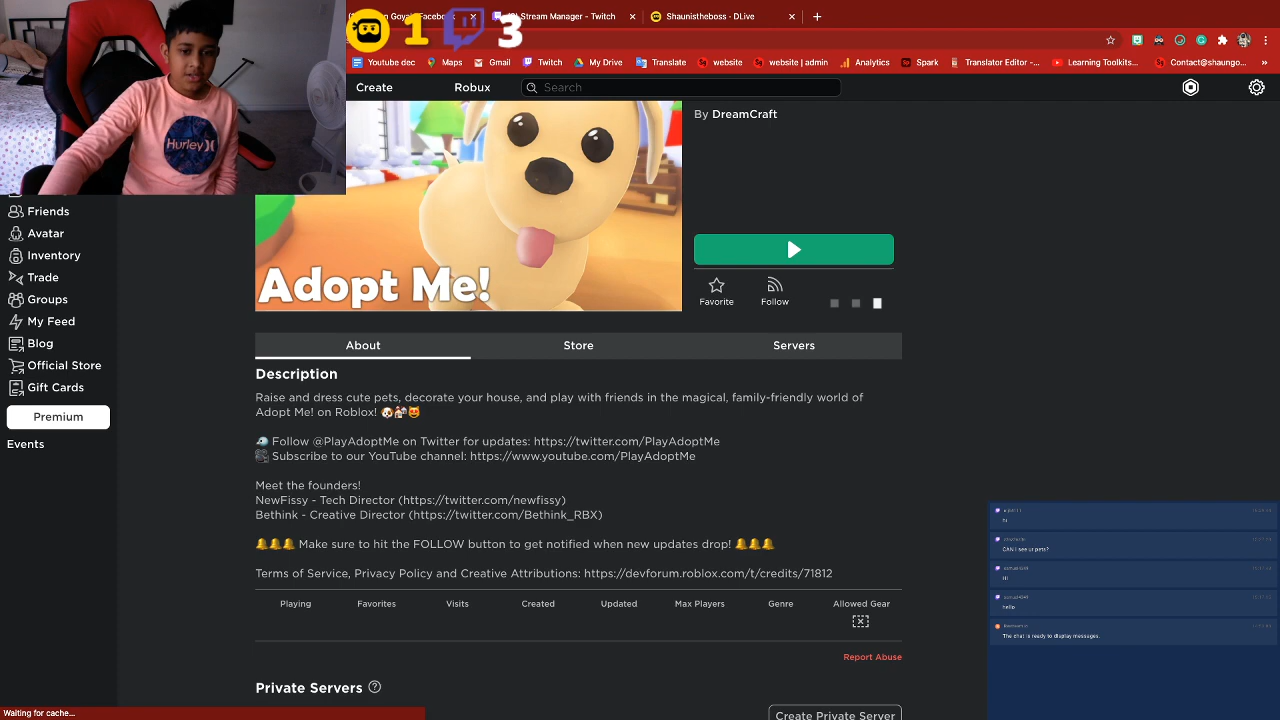 Goyal Facebook
Stream Manager - Twitch
Shaunistheboss - DLive
1
3
Youtube dec
Maps
Gmail
Twitch
My Drive
Translate
website
website | admin
Analytics
Spark
Translator Editor -...
Learning Toolkits...
Contact@shaungo...
Create
Robux
Search
Hurley
By DreamCraft
Friends
Avatar
Inventory
Trade
Groups
My Feed
Blog
Official Store
Gift Cards
Premium
Events
Adopt Me!
Favorite
Follow
About
Store
Servers
Description
Raise and dress cute pets, decorate your house, and play with friends in the magical, family-friendly world of
Adopt Me! on Roblox! 🐶🏠😻
Follow @PlayAdoptMe on Twitter for updates: https://twitter.com/PlayAdoptMe
🎥 Subscribe to our YouTube channel: https://www.youtube.com/PlayAdoptMe
Meet the founders!
NewFissy - Tech Director (https://twitter.com/newfissy)
Bethink - Creative Director (https://twitter.com/Bethink_RBX)
🔔🔔🔔 Make sure to hit the FOLLOW button to get notified when new updates drop! 🔔🔔🔔
Terms of Service, Privacy Policy and Creative Attributions: https://devforum.roblox.com/t/credits/71812
Playing
Favorites
Visits
Created
Updated
Max Players
Genre
Allowed Gear
Report Abuse
Private Servers
Create Private Server
hi
CAN I see ur pets?
Hi
hello
The chat is ready to display messages.
Waiting for cache...